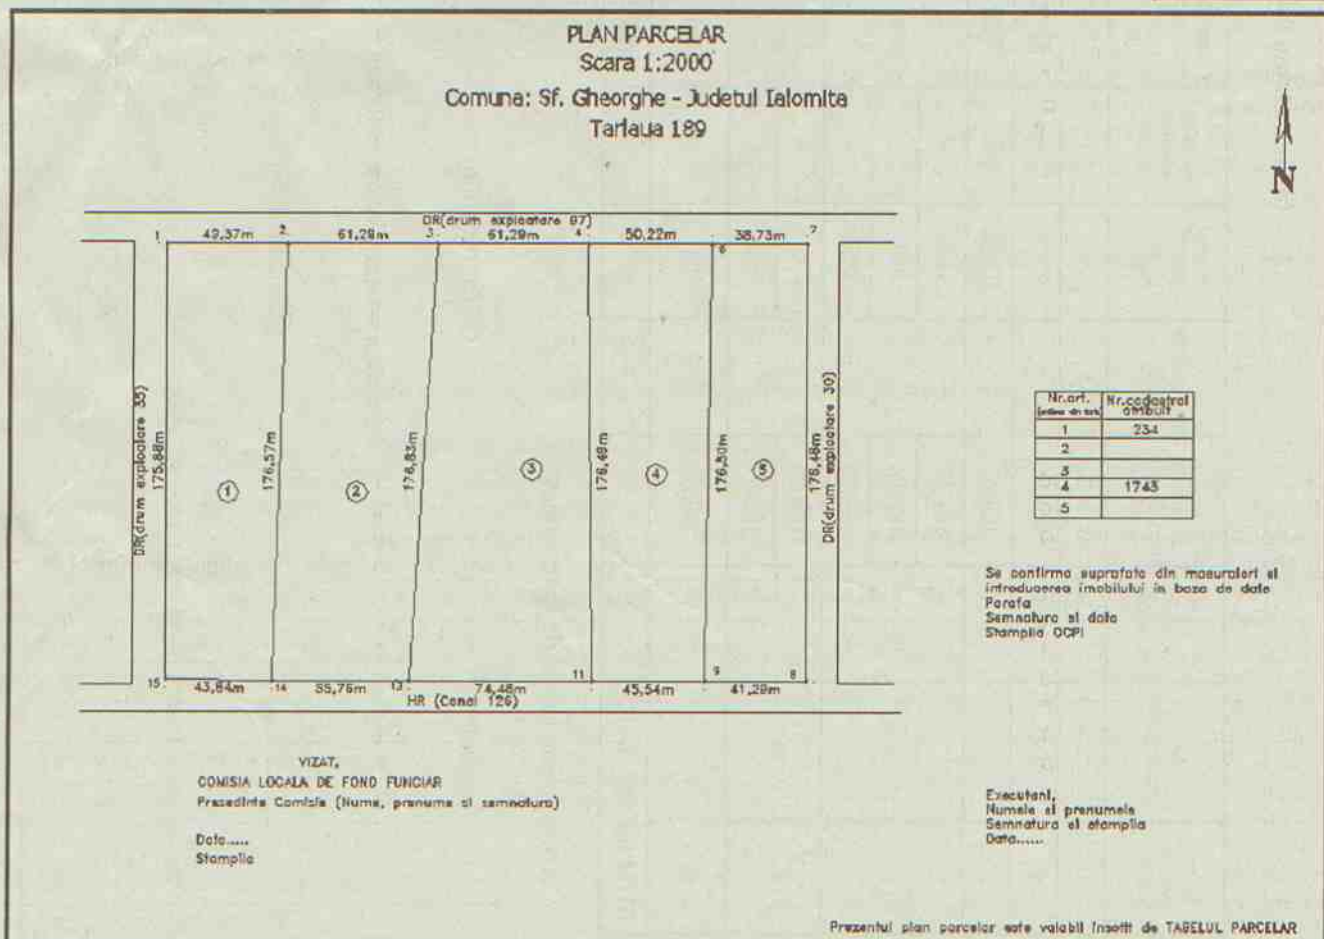 PLAN PARCELAR
Scara 1:2000
Comuna: Sf. Gheorghe - Judetul Ialomita
Tarlaua 189
N
DR(drum exploatare 97)
1 49,37m 2 61,29m 3 61,29m 4 50,22m 38,73m 7
6
DR(drum exploatare 35)
175,88m
176,57m
176,83m
176,49m
176,50m
176,48m
DR(drum exploatare 30)
1
2
3
4
5
Nr.crt. Nr.cadastral
atribuit
1 234
2
3
4 1743
5
Se confirma suprafata din masuratori si
introducerea imobilului in baza de date
Parafa
Semnatura si data
Stampila OCPI
15 43,84m 14 55,76m 13 74,46m 11 45,54m 9 41,29m 8
HR (Canal 126)
VIZAT,
COMISIA LOCALA DE FOND FUNCIAR
Presedinte Comisie (Nume, prenume si semnatura)
Data.....
Stampila
Executant,
Numele si prenumele
Semnatura si stampila
Data......
Prezentul plan parcelar este valabil insotit de TABELUL PARCELAR